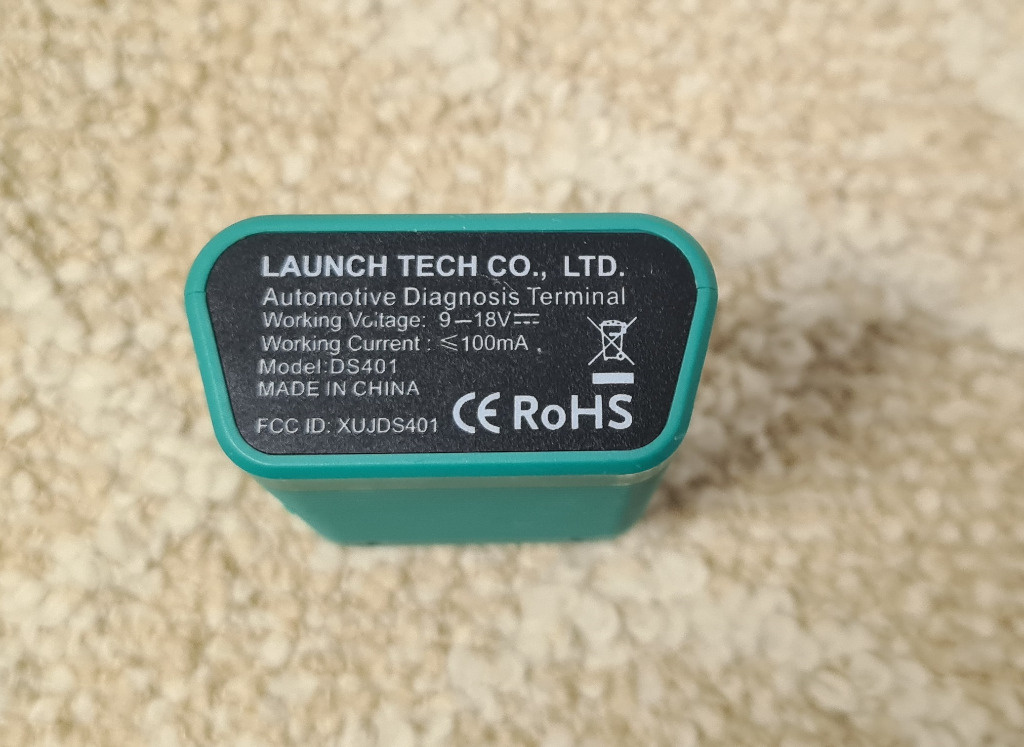 LAUNCH TECH CO., LTD.
Automotive Diagnosis Terminal
Working Voltage: 9—18V⎓
Working Current : ≤100mA
Model:DS401
MADE IN CHINA
FCC ID: XUJDS401
CE RoHS